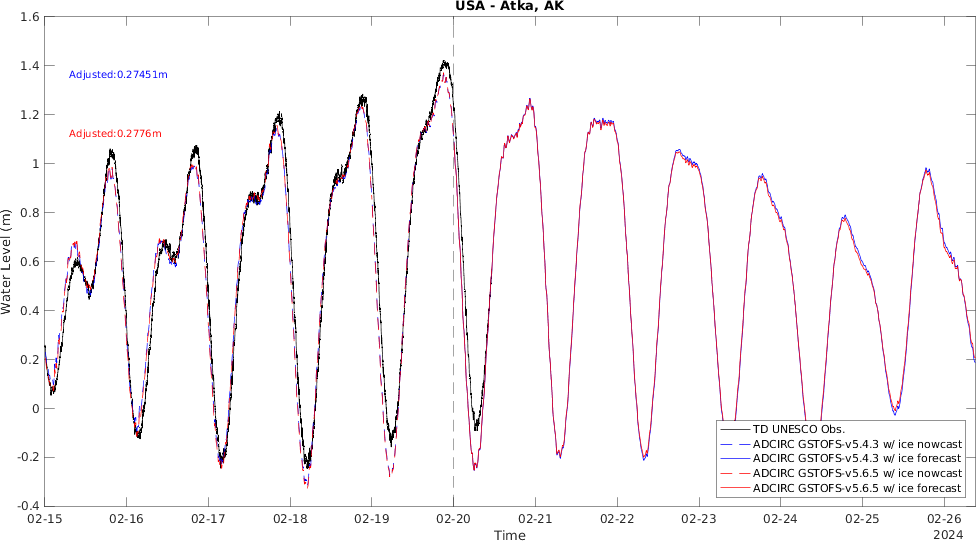 USA - Atka, AK
1.6
1.4
1.2
1
0.8
0.6
0.4
0.2
0
-0.2
-0.4
Water Level (m)
Adjusted:0.27451m
Adjusted:0.2776m
TD UNESCO Obs.
ADCIRC GSTOFS-v5.4.3 w/ ice nowcast
ADCIRC GSTOFS-v5.4.3 w/ ice forecast
ADCIRC GSTOFS-v5.6.5 w/ ice nowcast
ADCIRC GSTOFS-v5.6.5 w/ ice forecast
02-15 02-16 02-17 02-18 02-19 02-20 02-21 02-22 02-23 02-24 02-25 02-26
2024
Time